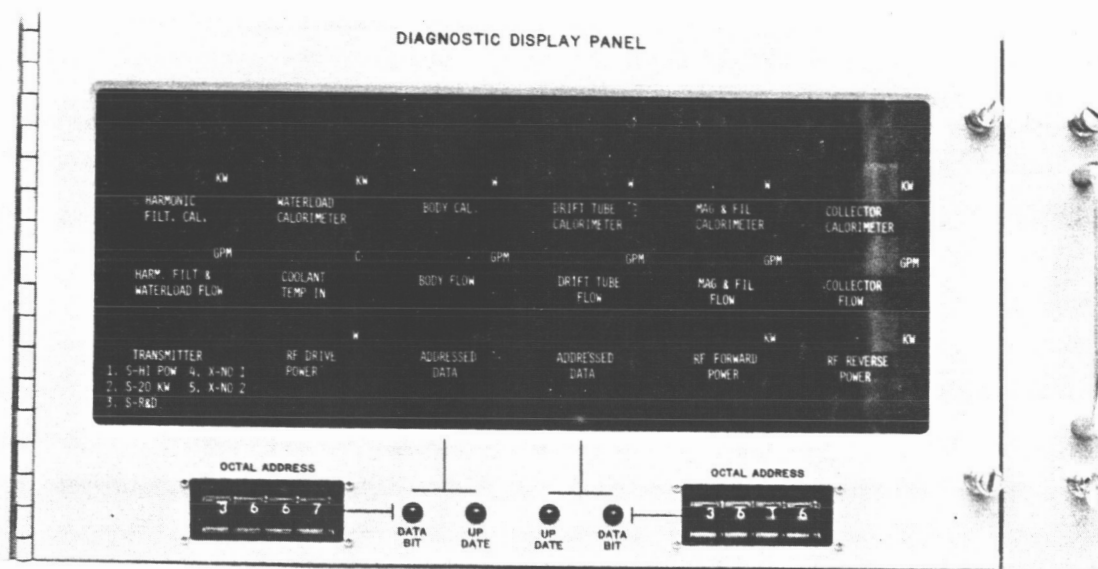 DIAGNOSTIC DISPLAY PANEL
KW KW W W W KW
HARMONIC WATERLOAD BODY CAL. DRIFT TUBE MAG & FIL COLLECTOR
FILT. CAL. CALORIMETER CALORIMETER CALORIMETER CALORIMETER
GPM C GPM GPM GPM GPM
HARM. FILT & COOLANT BODY FLOW DRIFT TUBE MAG & FIL COLLECTOR
WATERLOAD FLOW TEMP IN FLOW FLOW FLOW
W KW KW
TRANSMITTER RF DRIVE ADDRESSED ADDRESSED RF FORWARD RF REVERSE
1. S-HI POW 4. X-NO 1 POWER DATA DATA POWER POWER
2. S-20 KW 5. X-NO 2
3. S-R&D
OCTAL ADDRESS OCTAL ADDRESS
3 6 6 7 3 6 1 6
DATA BIT UP DATE UP DATE DATA BIT